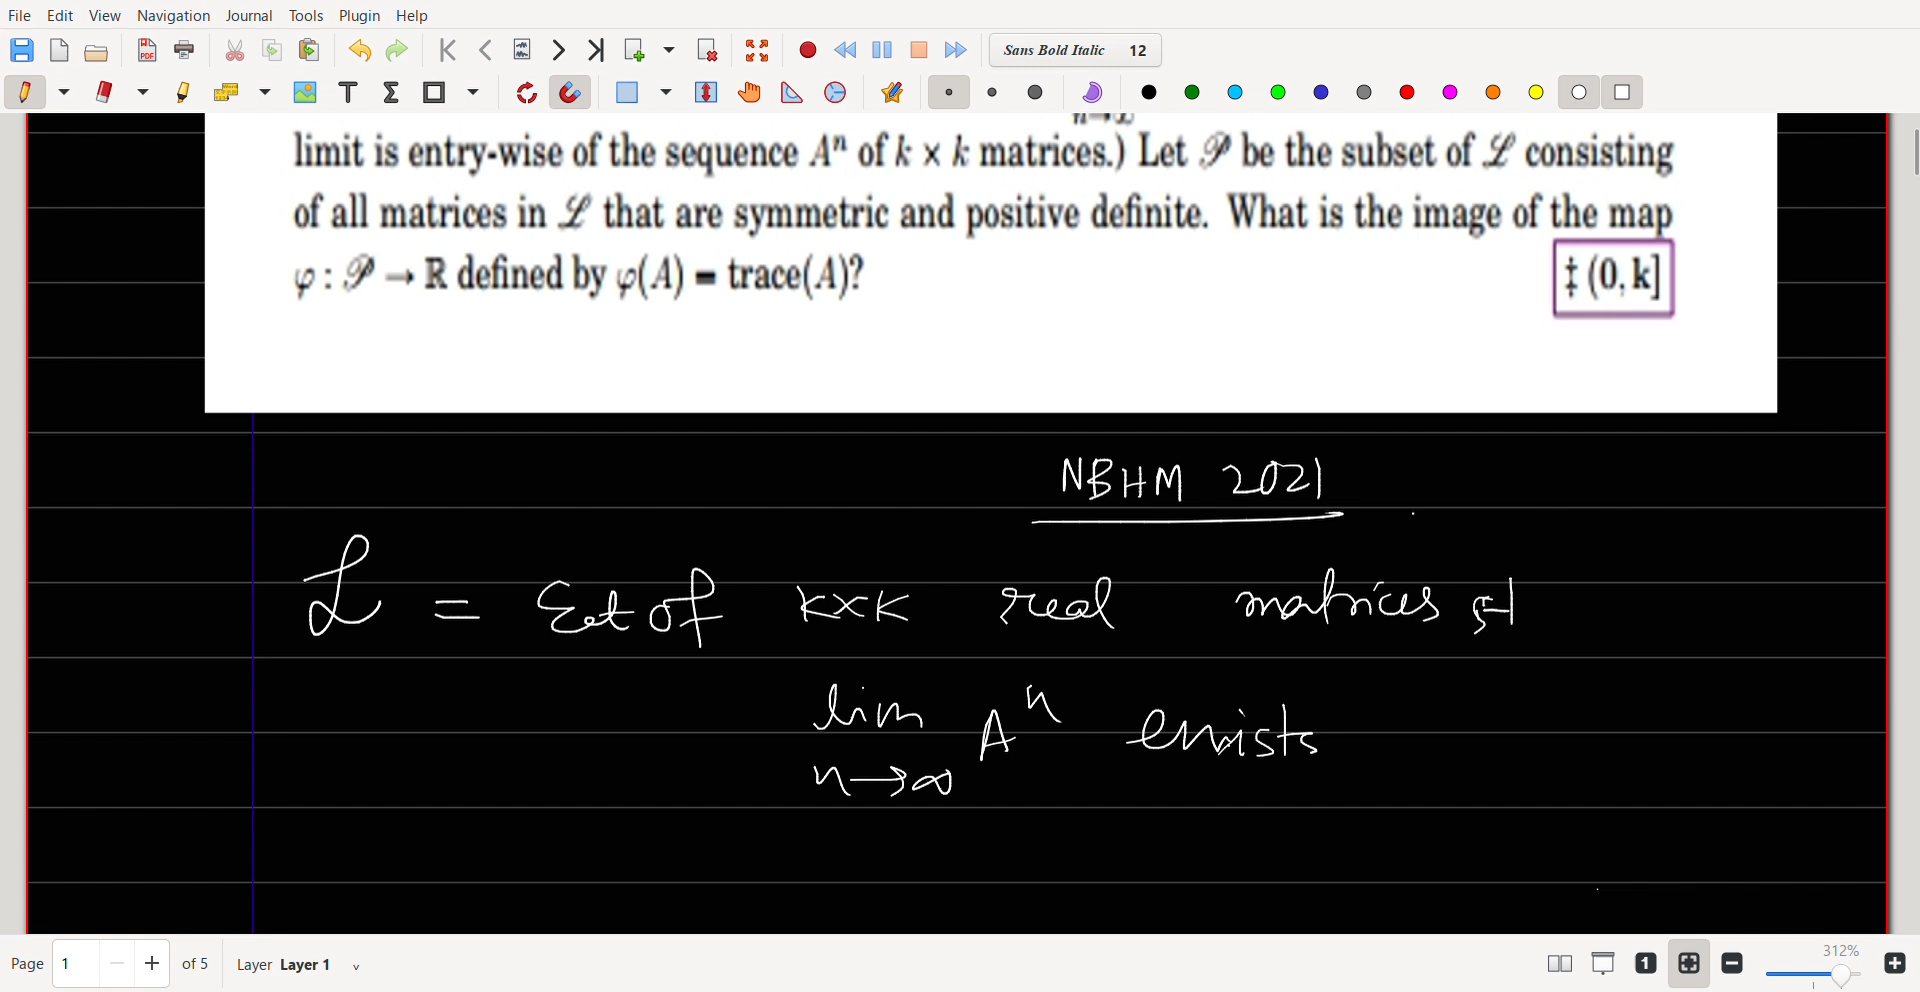 File Edit View Navigation Journal Tools Plugin Help
Sans Bold Italic 12
limit is entry-wise of the sequence Aⁿ of k × k matrices.) Let 𝒫 be the subset of ℒ consisting
of all matrices in ℒ that are symmetric and positive definite. What is the image of the map
φ : 𝒫 → ℝ defined by φ(A) = trace(A)?
‡ (0, k]
NBHM 2021
ℒ = Set of k×k real matrices st
lim Aⁿ exists
n→∞
Page 1 of 5 Layer Layer 1
312%